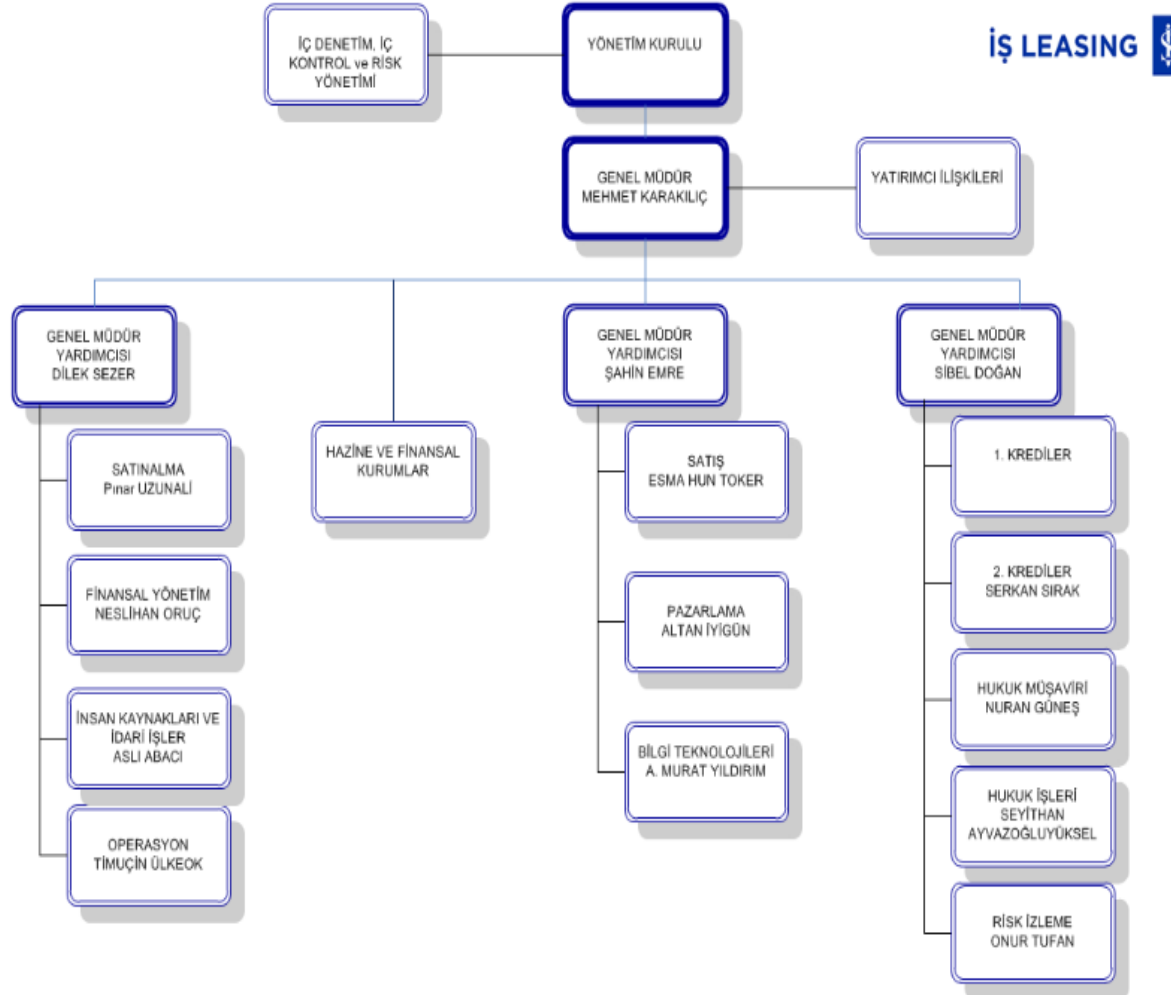 İŞ LEASING
İÇ DENETİM, İÇ
KONTROL ve RİSK
YÖNETİMİ
YÖNETİM KURULU
GENEL MÜDÜR
MEHMET KARAKILIÇ
YATIRIMCI İLİŞKİLERİ
GENEL MÜDÜR
YARDIMCISI
DİLEK SEZER
SATINALMA
Pınar UZUNALİ
FİNANSAL YÖNETİM
NESLİHAN ORUÇ
İNSAN KAYNAKLARI VE
İDARİ İŞLER
ASLI ABACI
OPERASYON
TİMUÇİN ÜLKEOK
HAZİNE VE FİNANSAL
KURUMLAR
GENEL MÜDÜR
YARDIMCISI
ŞAHİN EMRE
SATIŞ
ESMA HUN TOKER
PAZARLAMA
ALTAN İYİGÜN
BİLGİ TEKNOLOJİLERİ
A. MURAT YILDIRIM
GENEL MÜDÜR
YARDIMCISI
SİBEL DOĞAN
1. KREDİLER
2. KREDİLER
SERKAN SIRAK
HUKUK MÜŞAVİRİ
NURAN GÜNEŞ
HUKUK İŞLERİ
SEYİTHAN
AYVAZOĞLUYÜKSEL
RİSK İZLEME
ONUR TUFAN